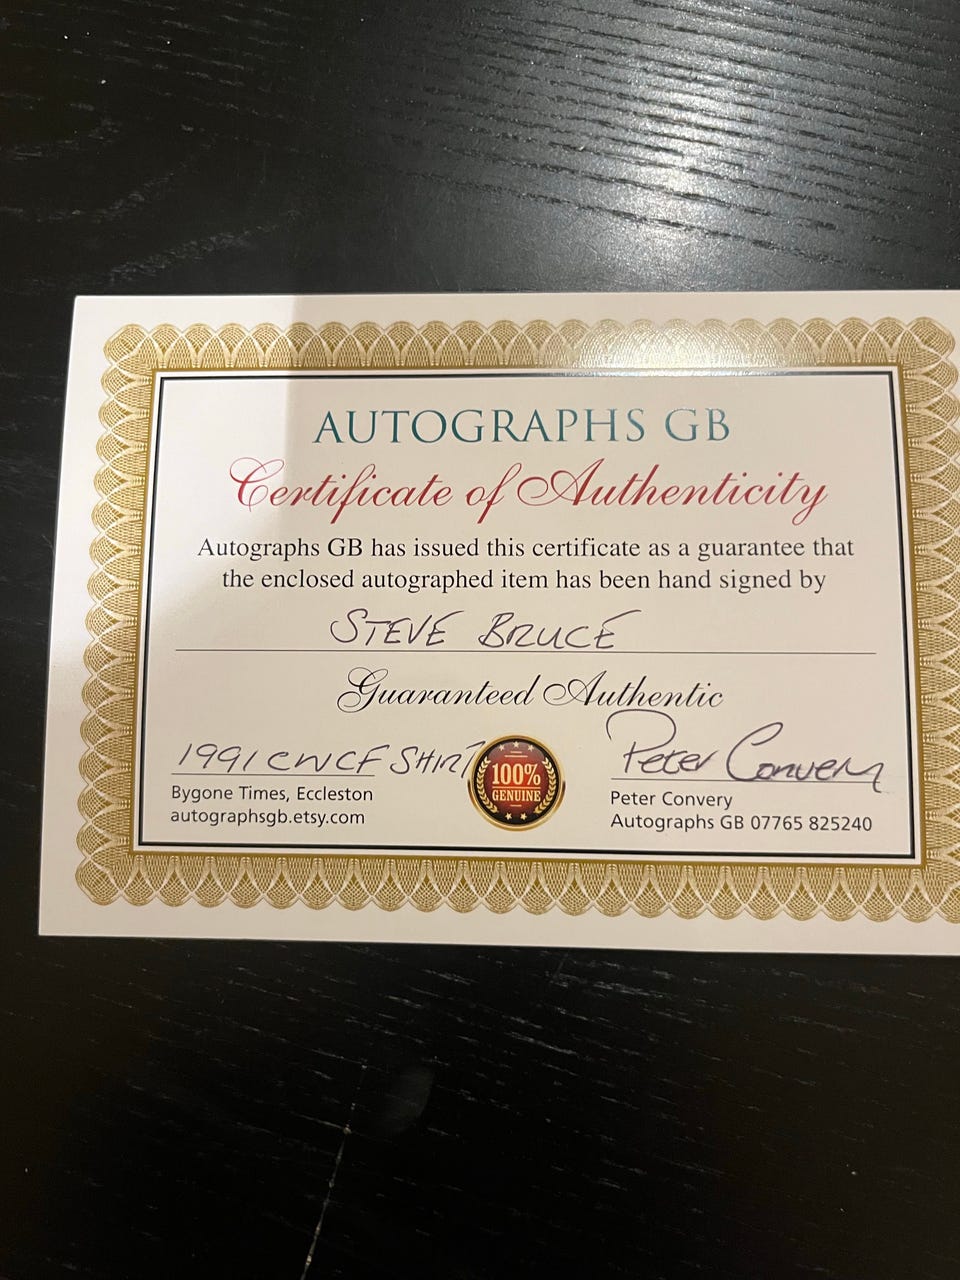 AUTOGRAPHS GB
Certificate of Authenticity
Autographs GB has issued this certificate as a guarantee that
the enclosed autographed item has been hand signed by
STEVE BRUCE
Guaranteed Authentic
1991 CWCF SHIRT
100%
GENUINE
Peter Convery
Bygone Times, Eccleston
autographsgb.etsy.com
Peter Convery
Autographs GB 07765 825240